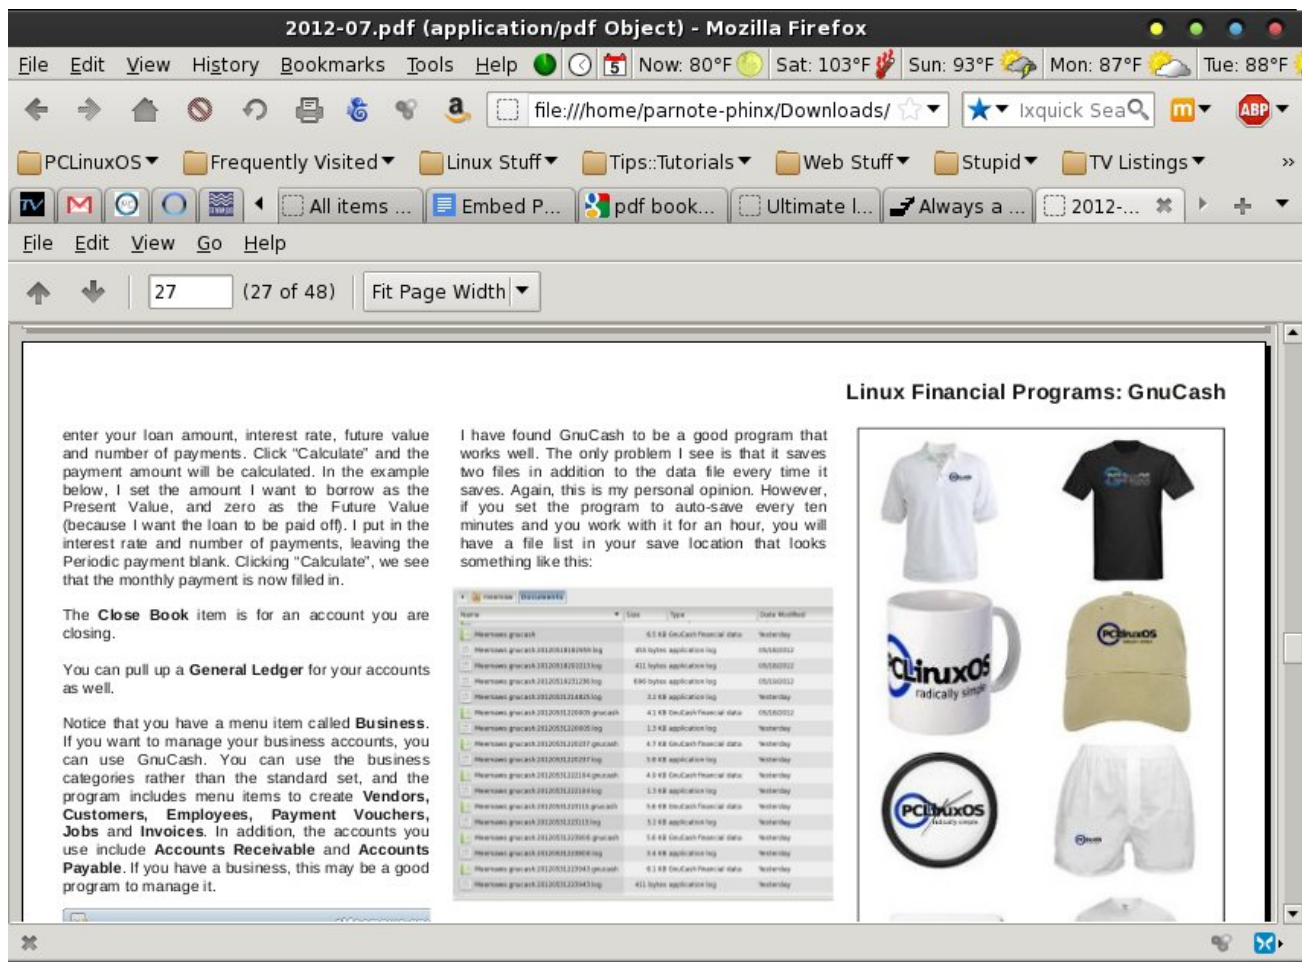 2012-07.pdf (application/pdf Object) - Mozilla Firefox
File Edit View History Bookmarks Tools Help 5 Now: 80°F Sat: 103°F Sun: 93°F Mon: 87°F Tue: 88°F
file:///home/parnote-phinx/Downloads/ Ixquick Sea ABP
PCLinuxOS Frequently Visited Linux Stuff Tips::Tutorials Web Stuff Stupid TV Listings »
TV All items ... Embed P... pdf book... Ultimate l... Always a ... 2012-...
File Edit View Go Help
27 (27 of 48) Fit Page Width
Linux Financial Programs: GnuCash
enter your loan amount, interest rate, future value
and number of payments. Click “Calculate” and the
payment amount will be calculated. In the example
below, I set the amount I want to borrow as the
Present Value, and zero as the Future Value
(because I want the loan to be paid off). I put in the
interest rate and number of payments, leaving the
Periodic payment blank. Clicking “Calculate”, we see
that the monthly payment is now filled in.
The Close Book item is for an account you are
closing.
You can pull up a General Ledger for your accounts
as well.
Notice that you have a menu item called Business.
If you want to manage your business accounts, you
can use GnuCash. You can use the business
categories rather than the standard set, and the
program includes menu items to create Vendors,
Customers, Employees, Payment Vouchers,
Jobs and Invoices. In addition, the accounts you
use include Accounts Receivable and Accounts
Payable. If you have a business, this may be a good
program to manage it.
I have found GnuCash to be a good program that
works well. The only problem I see is that it saves
two files in addition to the data file every time it
saves. Again, this is my personal opinion. However,
if you set the program to auto-save every ten
minutes and you work with it for an hour, you will
have a file list in your save location that looks
something like this:
Documents
Name Size Type Date Modified
PCLinuxOS
radically simple
PCLinuxOS
PCLinuxOS
radically simple